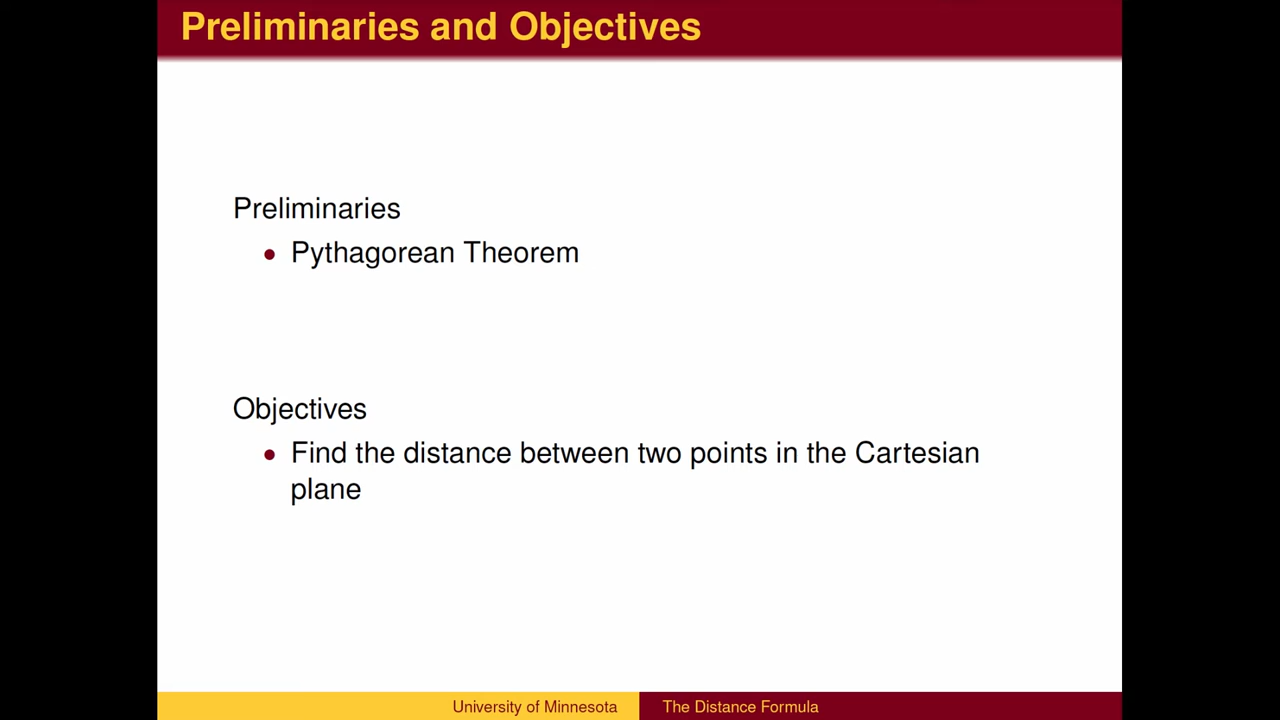 Preliminaries and Objectives
Preliminaries
• Pythagorean Theorem
Objectives
• Find the distance between two points in the Cartesian
plane
University of Minnesota
The Distance Formula